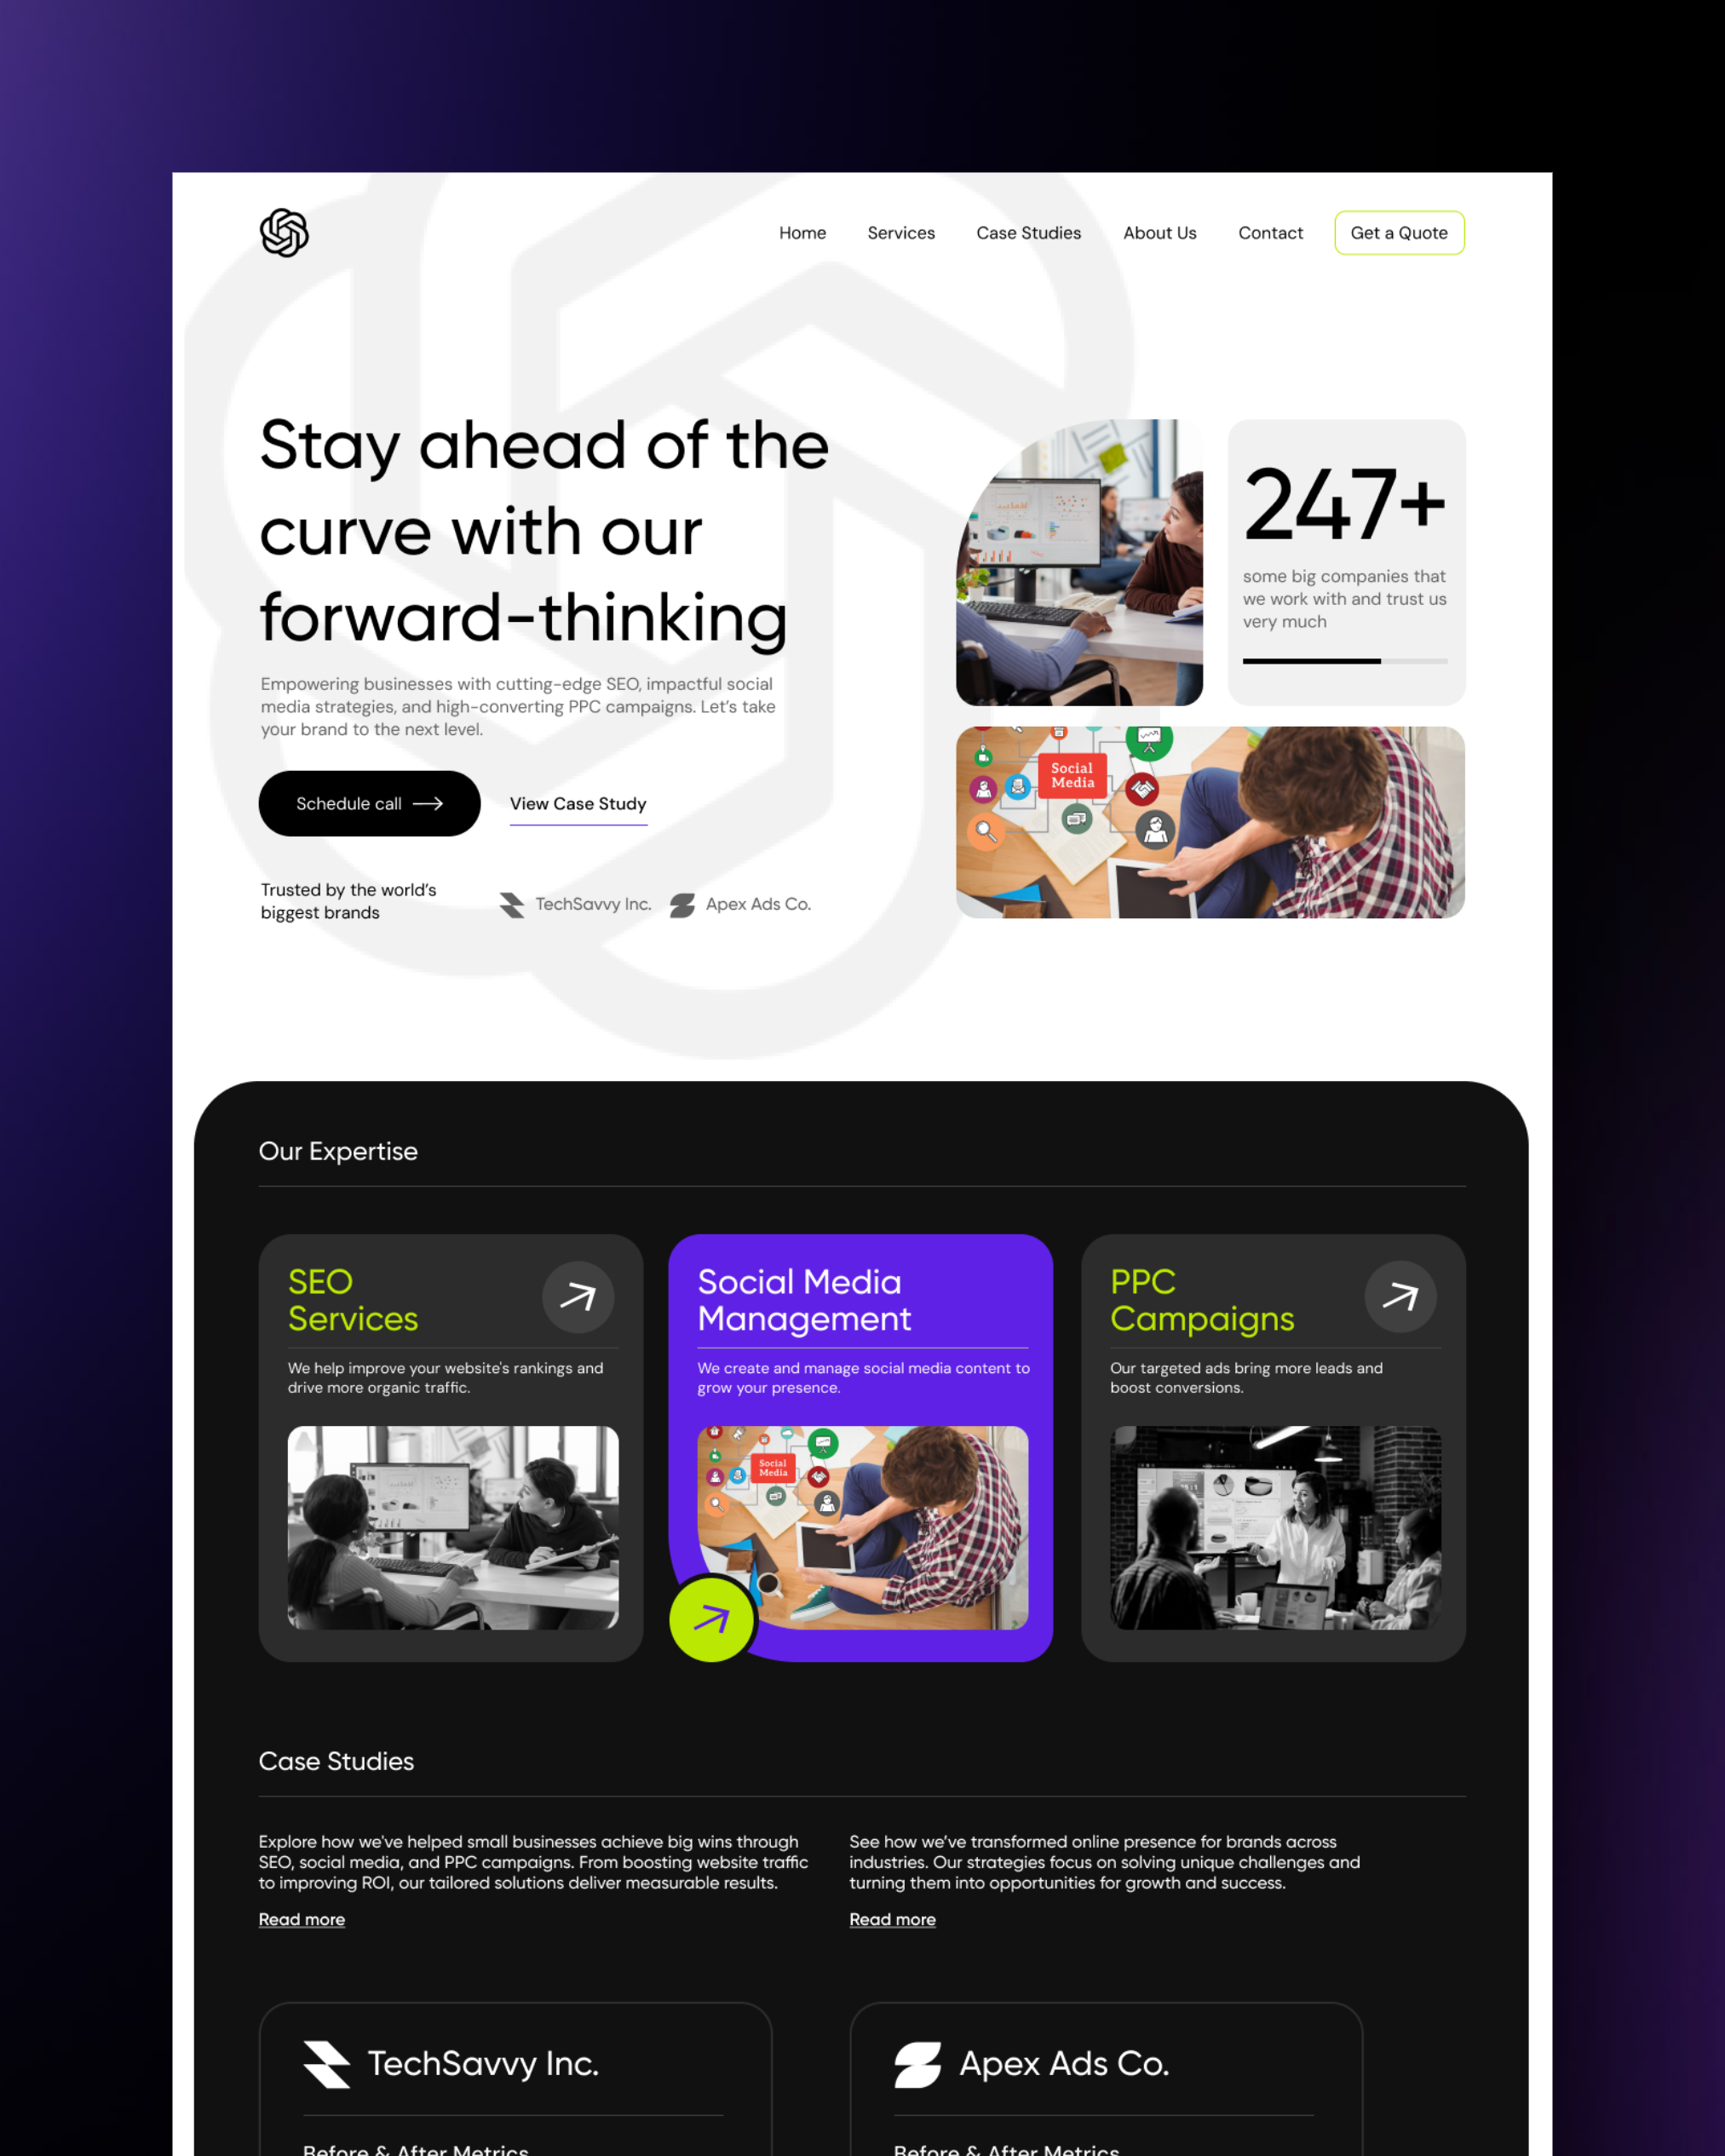 Home Services Case Studies About Us Contact Get a Quote
Stay ahead of the
curve with our
forward-thinking
Empowering businesses with cutting-edge SEO, impactful social
media strategies, and high-converting PPC campaigns. Let's take
your brand to the next level.
Schedule call View Case Study
Trusted by the world's
biggest brands
TechSavvy Inc. Apex Ads Co.
247+
some big companies that
we work with and trust us
very much
Social
Media
Our Expertise
SEO
Services
We help improve your website's rankings and
drive more organic traffic.
Social Media
Management
We create and manage social media content to
grow your presence.
Social
Media
PPC
Campaigns
Our targeted ads bring more leads and
boost conversions.
Case Studies
Explore how we've helped small businesses achieve big wins through
SEO, social media, and PPC campaigns. From boosting website traffic
to improving ROI, our tailored solutions deliver measurable results.
Read more
See how we've transformed online presence for brands across
industries. Our strategies focus on solving unique challenges and
turning them into opportunities for growth and success.
Read more
TechSavvy Inc.
Before & After Metrics
Apex Ads Co.
Before & After Metrics